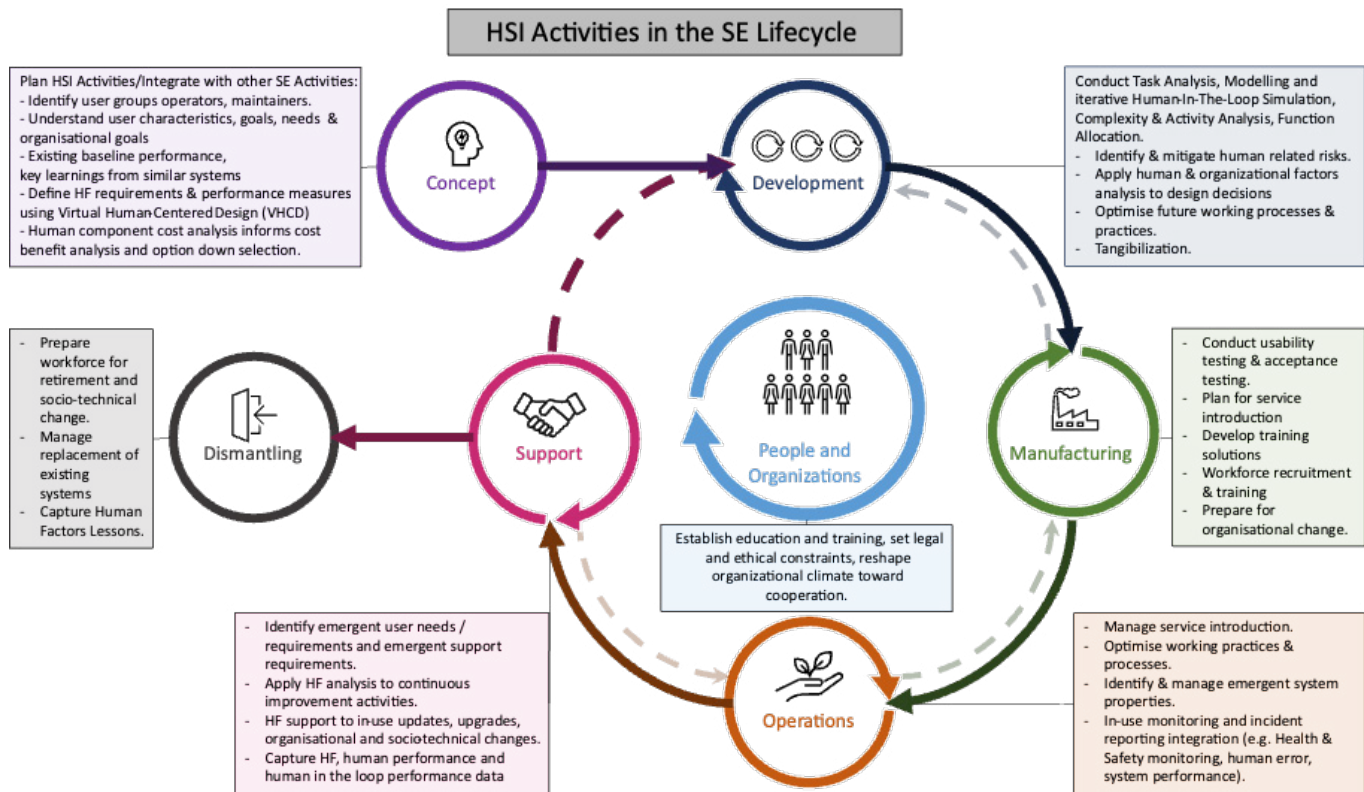 HSI Activities in the SE Lifecycle
Plan HSI Activities/Integrate with other SE Activities:
- Identify user groups operators, maintainers.
- Understand user characteristics, goals, needs &
organisational goals
- Existing baseline performance,
key learnings from similar systems
- Define HF requirements & performance measures
using Virtual Human-Centered Design (VHCD)
- Human component cost analysis informs cost
benefit analysis and option down selection.
Concept
Development
Conduct Task Analysis, Modelling and
iterative Human-In-The-Loop Simulation,
Complexity & Activity Analysis, Function
Allocation.
- Identify & mitigate human related risks.
- Apply human & organizational factors
analysis to design decisions
- Optimise future working processes &
practices.
- Tangibilization.
- Prepare
workforce for
retirement and
socio-technical
change.
- Manage
replacement of
existing
systems
- Capture Human
Factors Lessons.
Dismantling
Support
People and
Organizations
Manufacturing
- Conduct usability
testing & acceptance
testing.
- Plan for service
introduction
- Develop training
solutions
- Workforce recruitment
& training
- Prepare for
organisational change.
Establish education and training, set legal
and ethical constraints, reshape
organizational climate toward
cooperation.
- Identify emergent user needs /
requirements and emergent support
requirements.
- Apply HF analysis to continuous
improvement activities.
- HF support to in-use updates, upgrades,
organisational and sociotechnical changes.
- Capture HF, human performance and
human in the loop performance data
Operations
- Manage service introduction.
- Optimise working practices &
processes.
- Identify & manage emergent system
properties.
- In-use monitoring and incident
reporting integration (e.g. Health &
Safety monitoring, human error,
system performance).